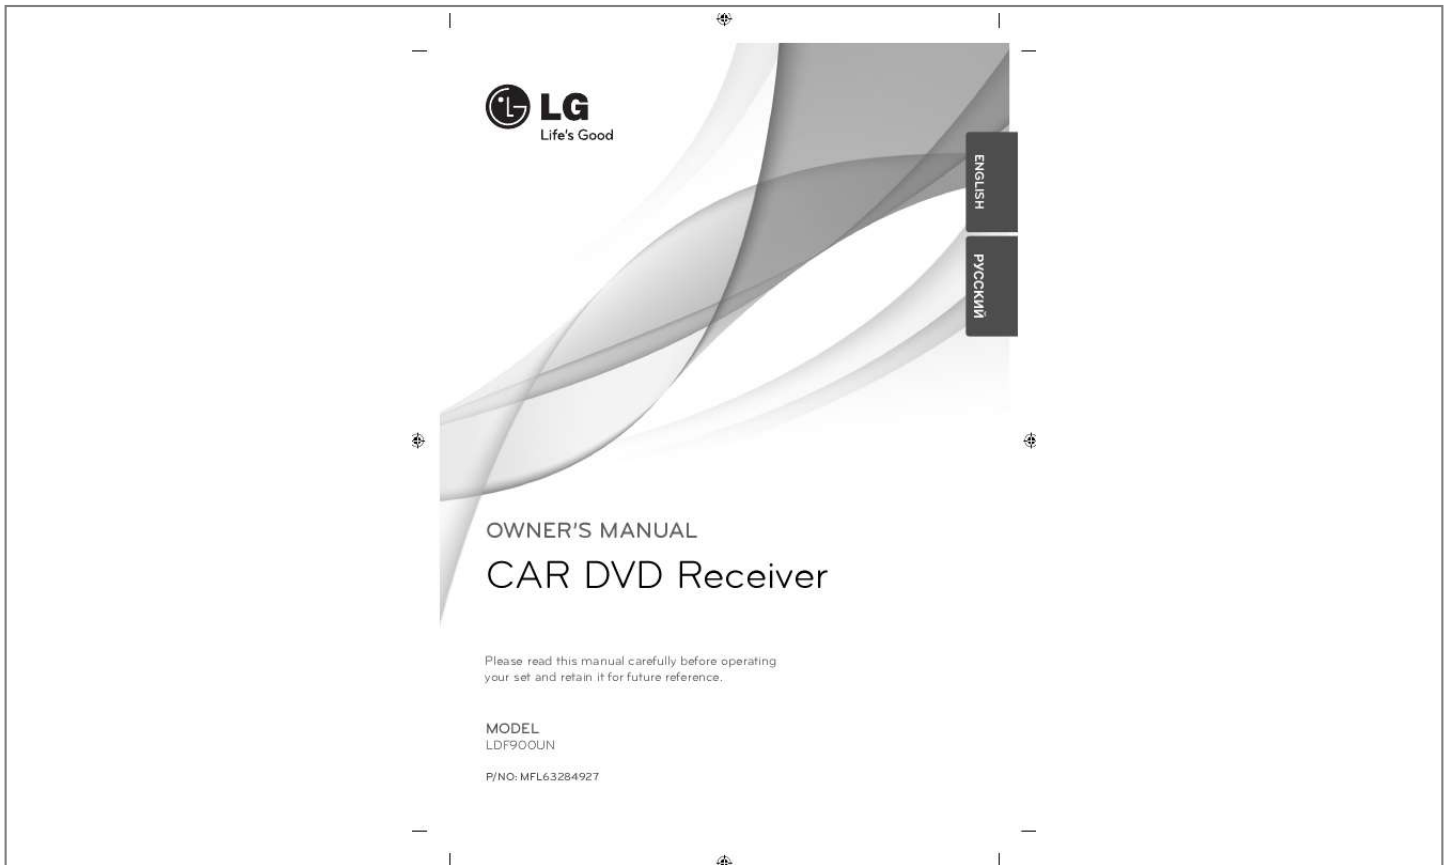 LG
Life's Good
ENGLISH
РУССКИЙ
OWNER'S MANUAL
CAR DVD Receiver
Please read this manual carefully before operating
your set and retain it for future reference.
MODEL
LDF900UN
P/NO: MFL63284927